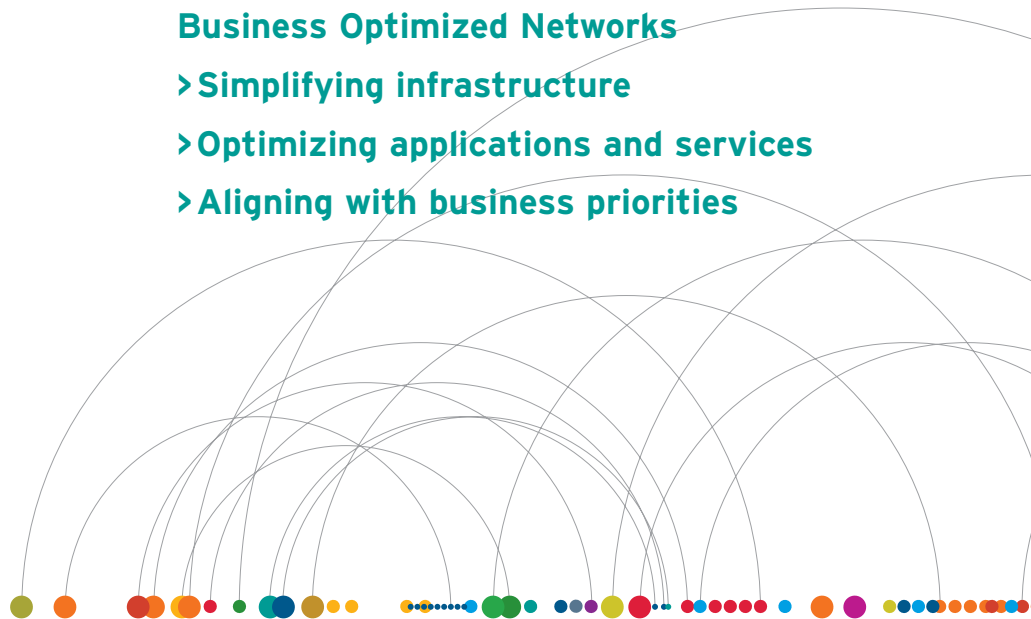 Business Optimized Networks
>Simplifying infrastructure
>Optimizing applications and services
>Aligning with business priorities